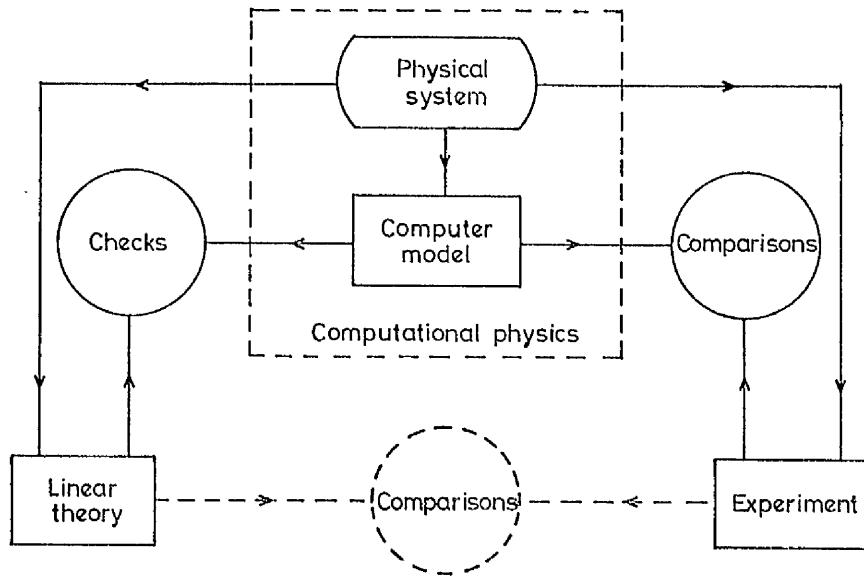 Physical
system
Checks
Computer
model
Comparisons
Computational physics
Linear
theory
Comparisons
Experiment